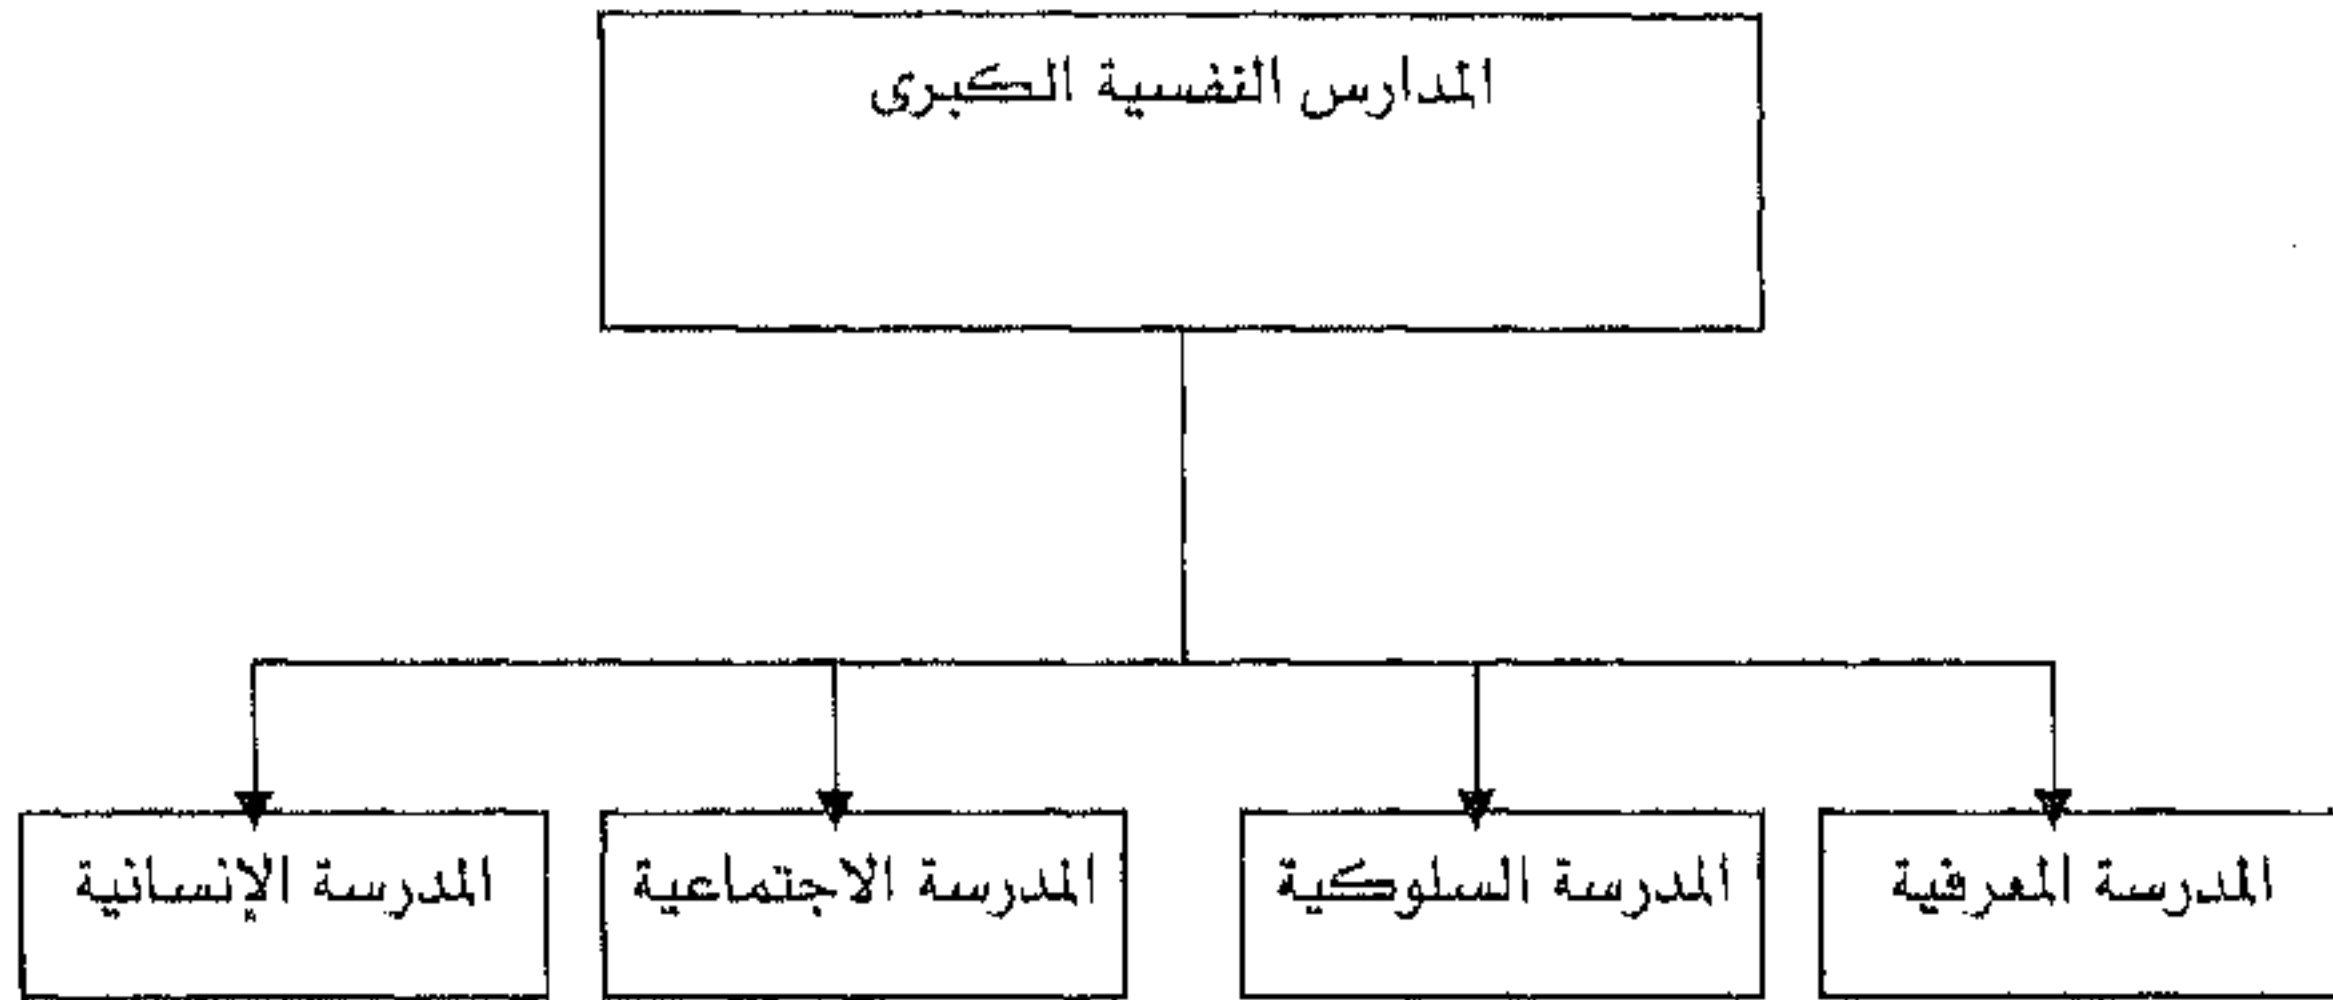 المدارس النفسية الكبرى
المدرسة المعرفية
المدرسة السلوكية
المدرسة الاجتماعية
المدرسة الإنسانية